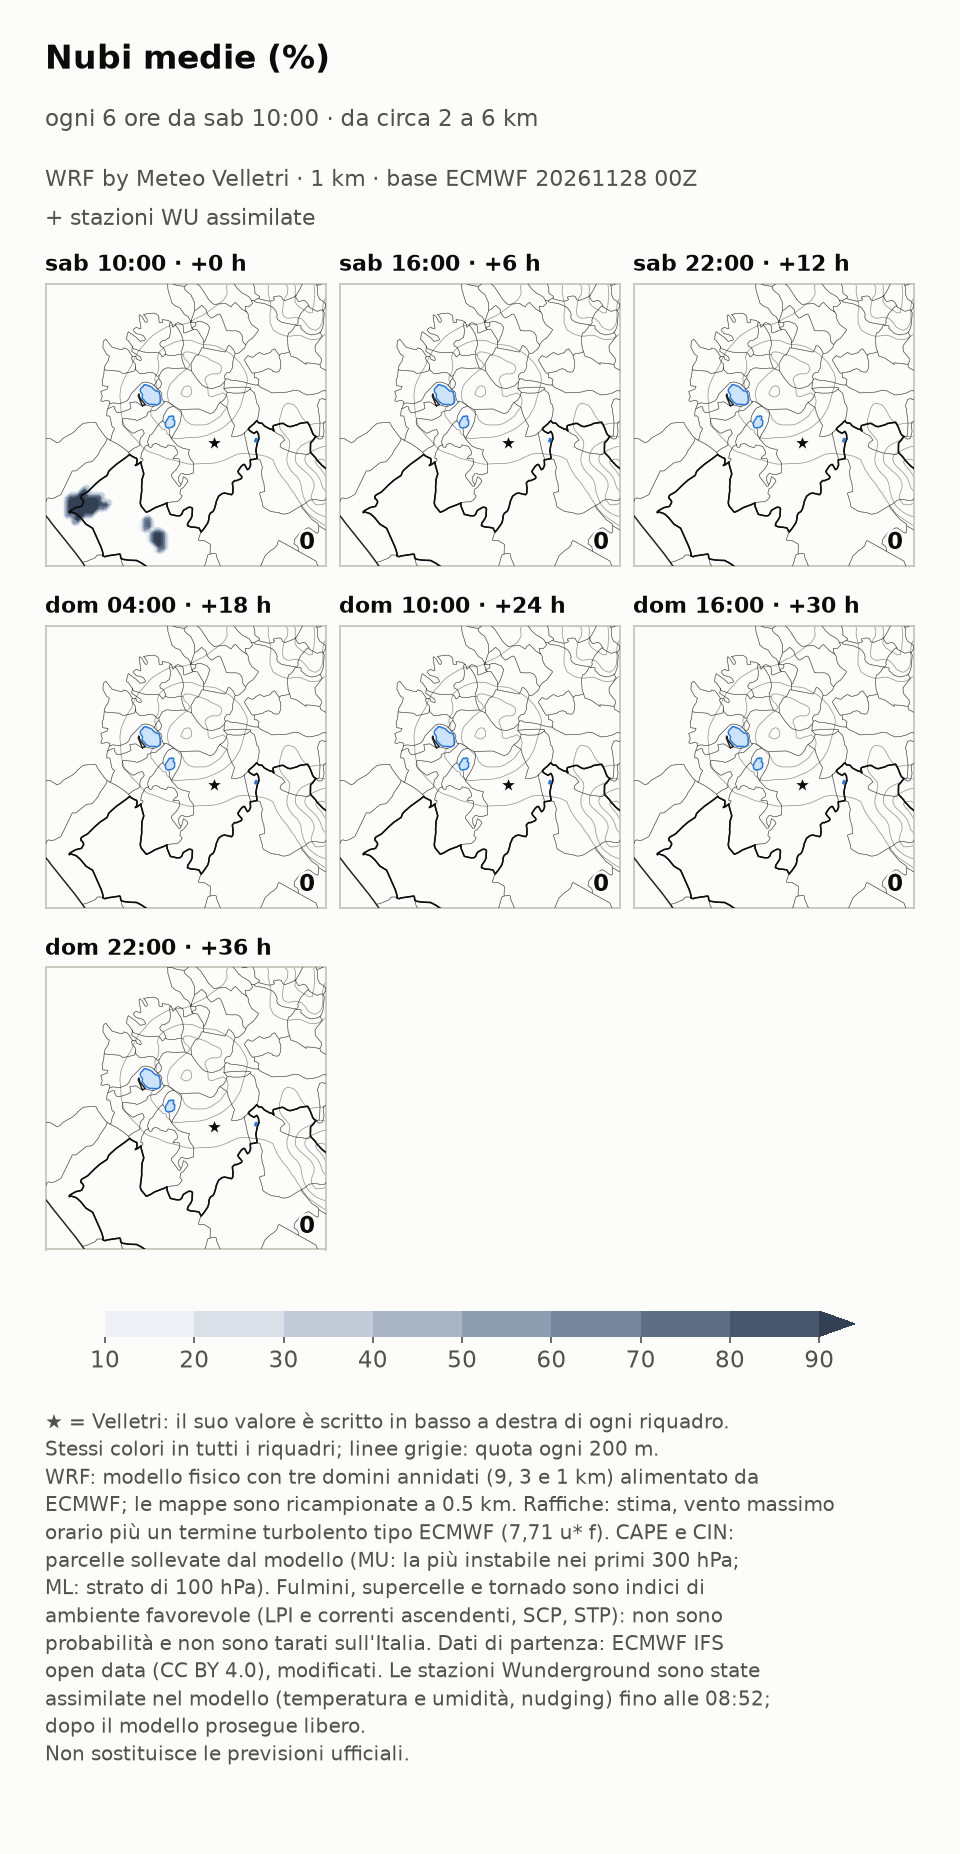 Nubi medie (%)
ogni 6 ore da sab 10:00 · da circa 2 a 6 km
WRF by Meteo Velletri · 1 km · base ECMWF 20261128 00Z
+ stazioni WU assimilate
sab 10:00 · +0 h
sab 16:00 · +6 h
sab 22:00 · +12 h
0
0
0
dom 04:00 · +18 h
dom 10:00 · +24 h
dom 16:00 · +30 h
0
0
0
dom 22:00 · +36 h
0
10 20 30 40 50 60 70 80 90
★ = Velletri: il suo valore è scritto in basso a destra di ogni riquadro.
Stessi colori in tutti i riquadri; linee grigie: quota ogni 200 m.
WRF: modello fisico con tre domini annidati (9, 3 e 1 km) alimentato da
ECMWF; le mappe sono ricampionate a 0.5 km. Raffiche: stima, vento massimo
orario più un termine turbolento tipo ECMWF (7,71 u* f). CAPE e CIN:
parcelle sollevate dal modello (MU: la più instabile nei primi 300 hPa;
ML: strato di 100 hPa). Fulmini, supercelle e tornado sono indici di
ambiente favorevole (LPI e correnti ascendenti, SCP, STP): non sono
probabilità e non sono tarati sull'Italia. Dati di partenza: ECMWF IFS
open data (CC BY 4.0), modificati. Le stazioni Wunderground sono state
assimilate nel modello (temperatura e umidità, nudging) fino alle 08:52;
dopo il modello prosegue libero.
Non sostituisce le previsioni ufficiali.